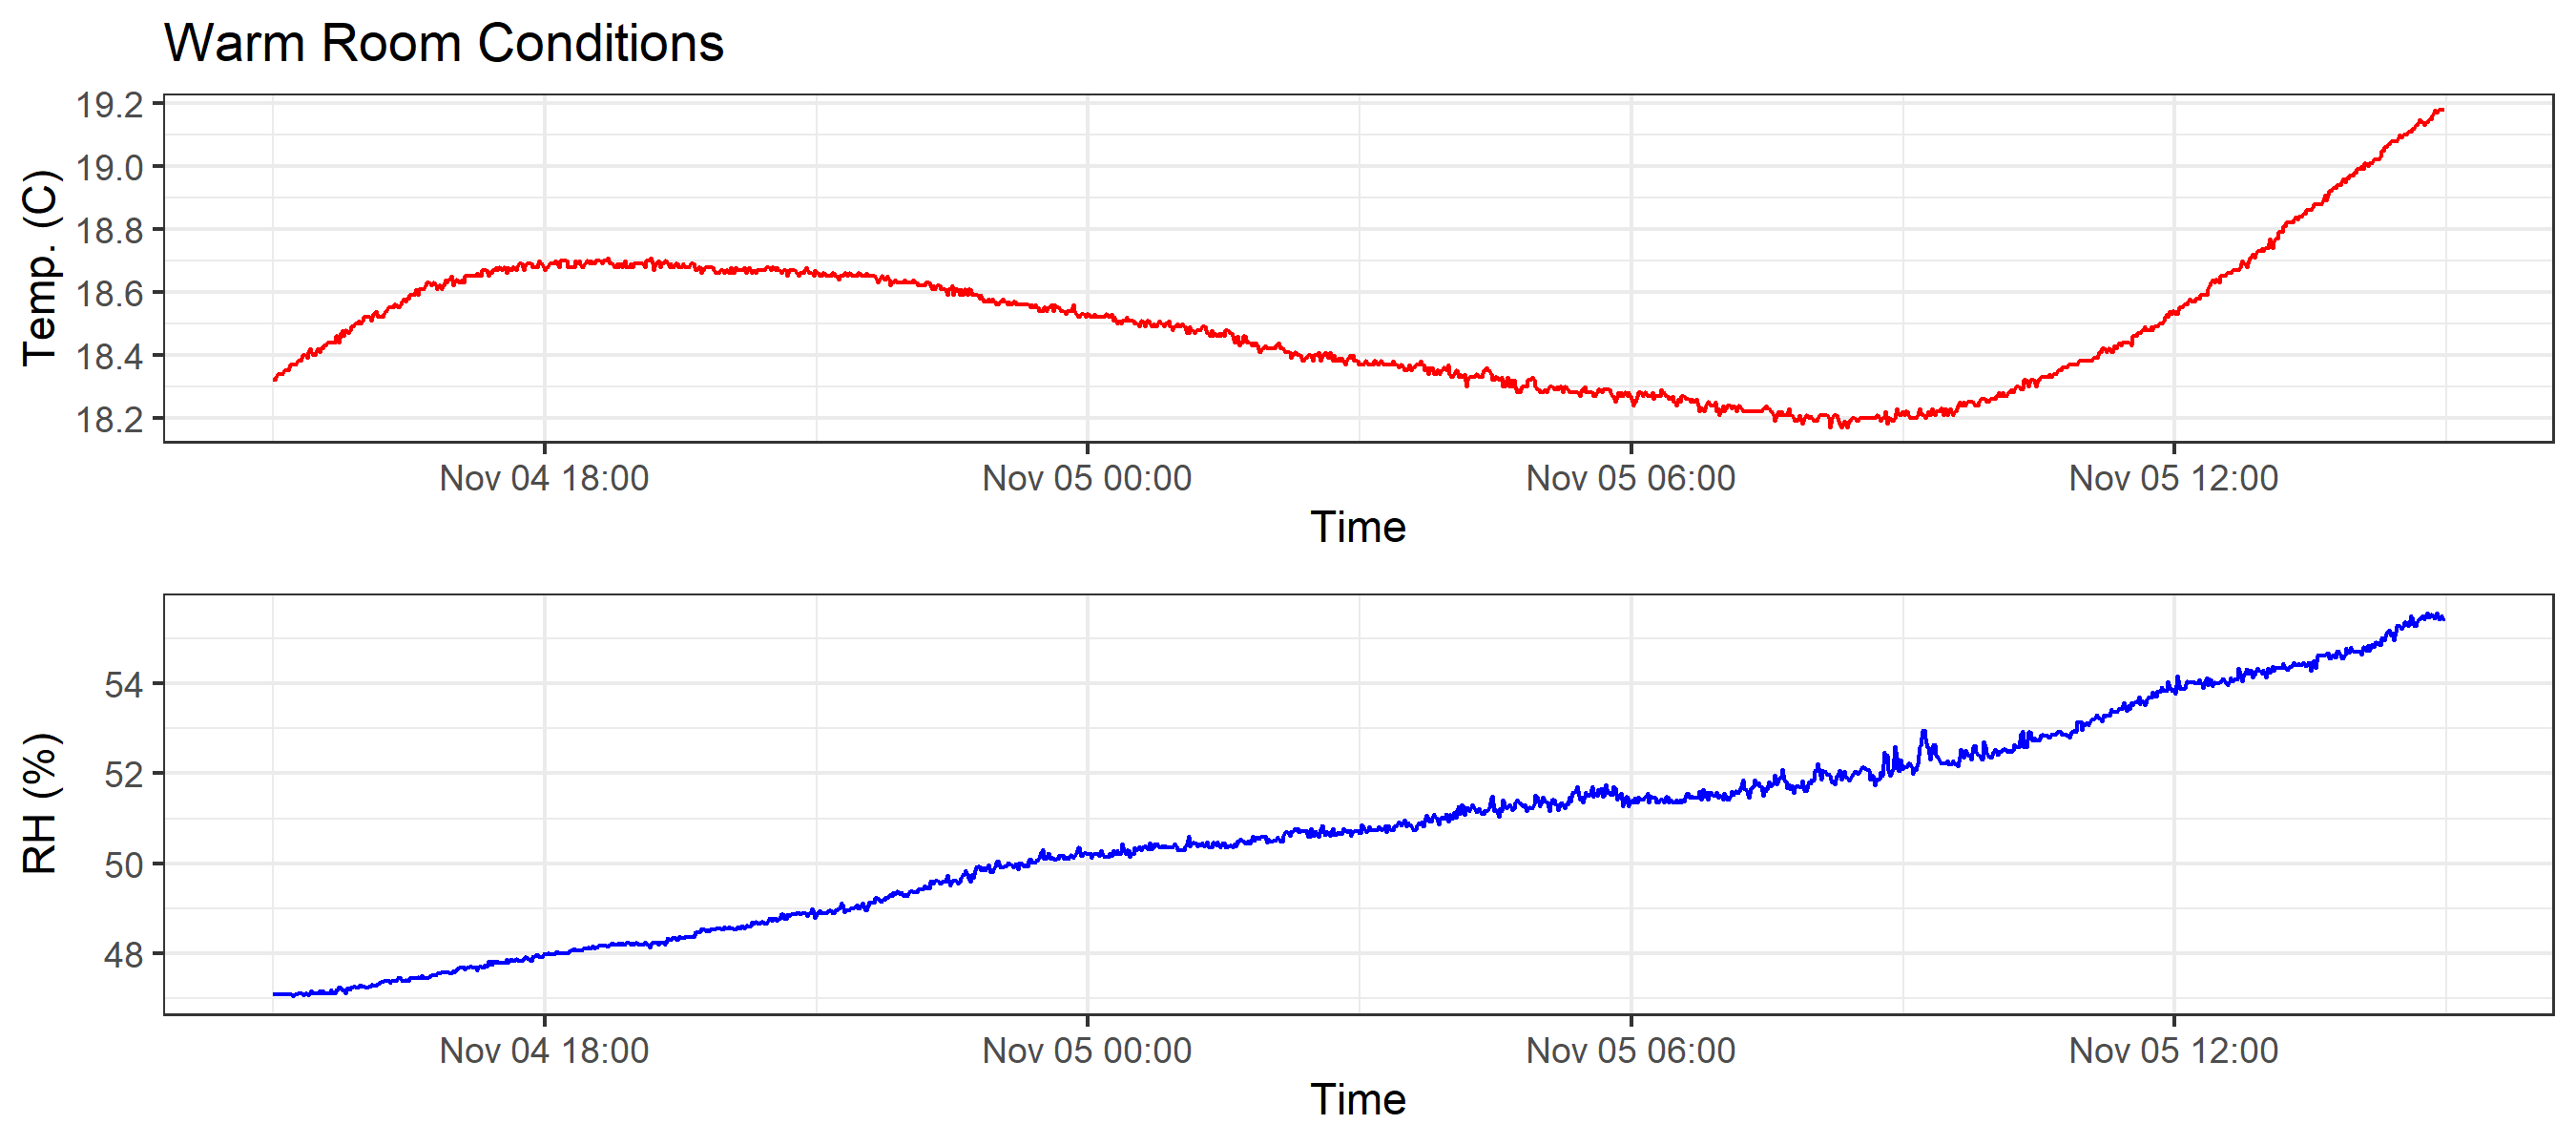 Warm Room Conditions
19.2
19.0
18.8
18.6
18.4
18.2
Temp. (C)
Nov 04 18:00 Nov 05 00:00 Nov 05 06:00 Nov 05 12:00
Time
54
52
50
48
RH (%)
Nov 04 18:00 Nov 05 00:00 Nov 05 06:00 Nov 05 12:00
Time